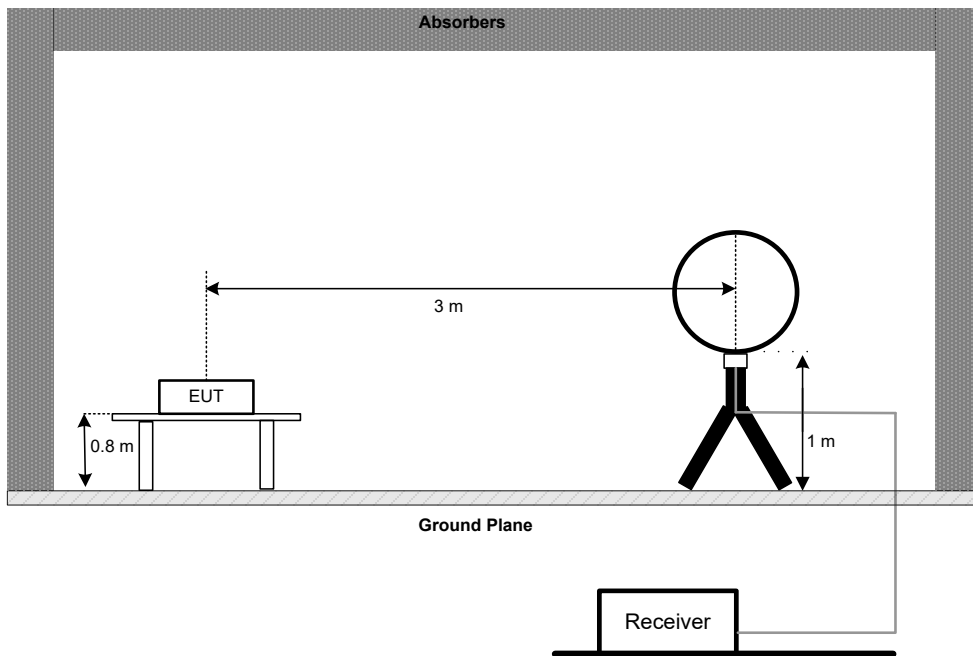 Absorbers
3 m
EUT
0.8 m
1 m
Ground Plane
Receiver